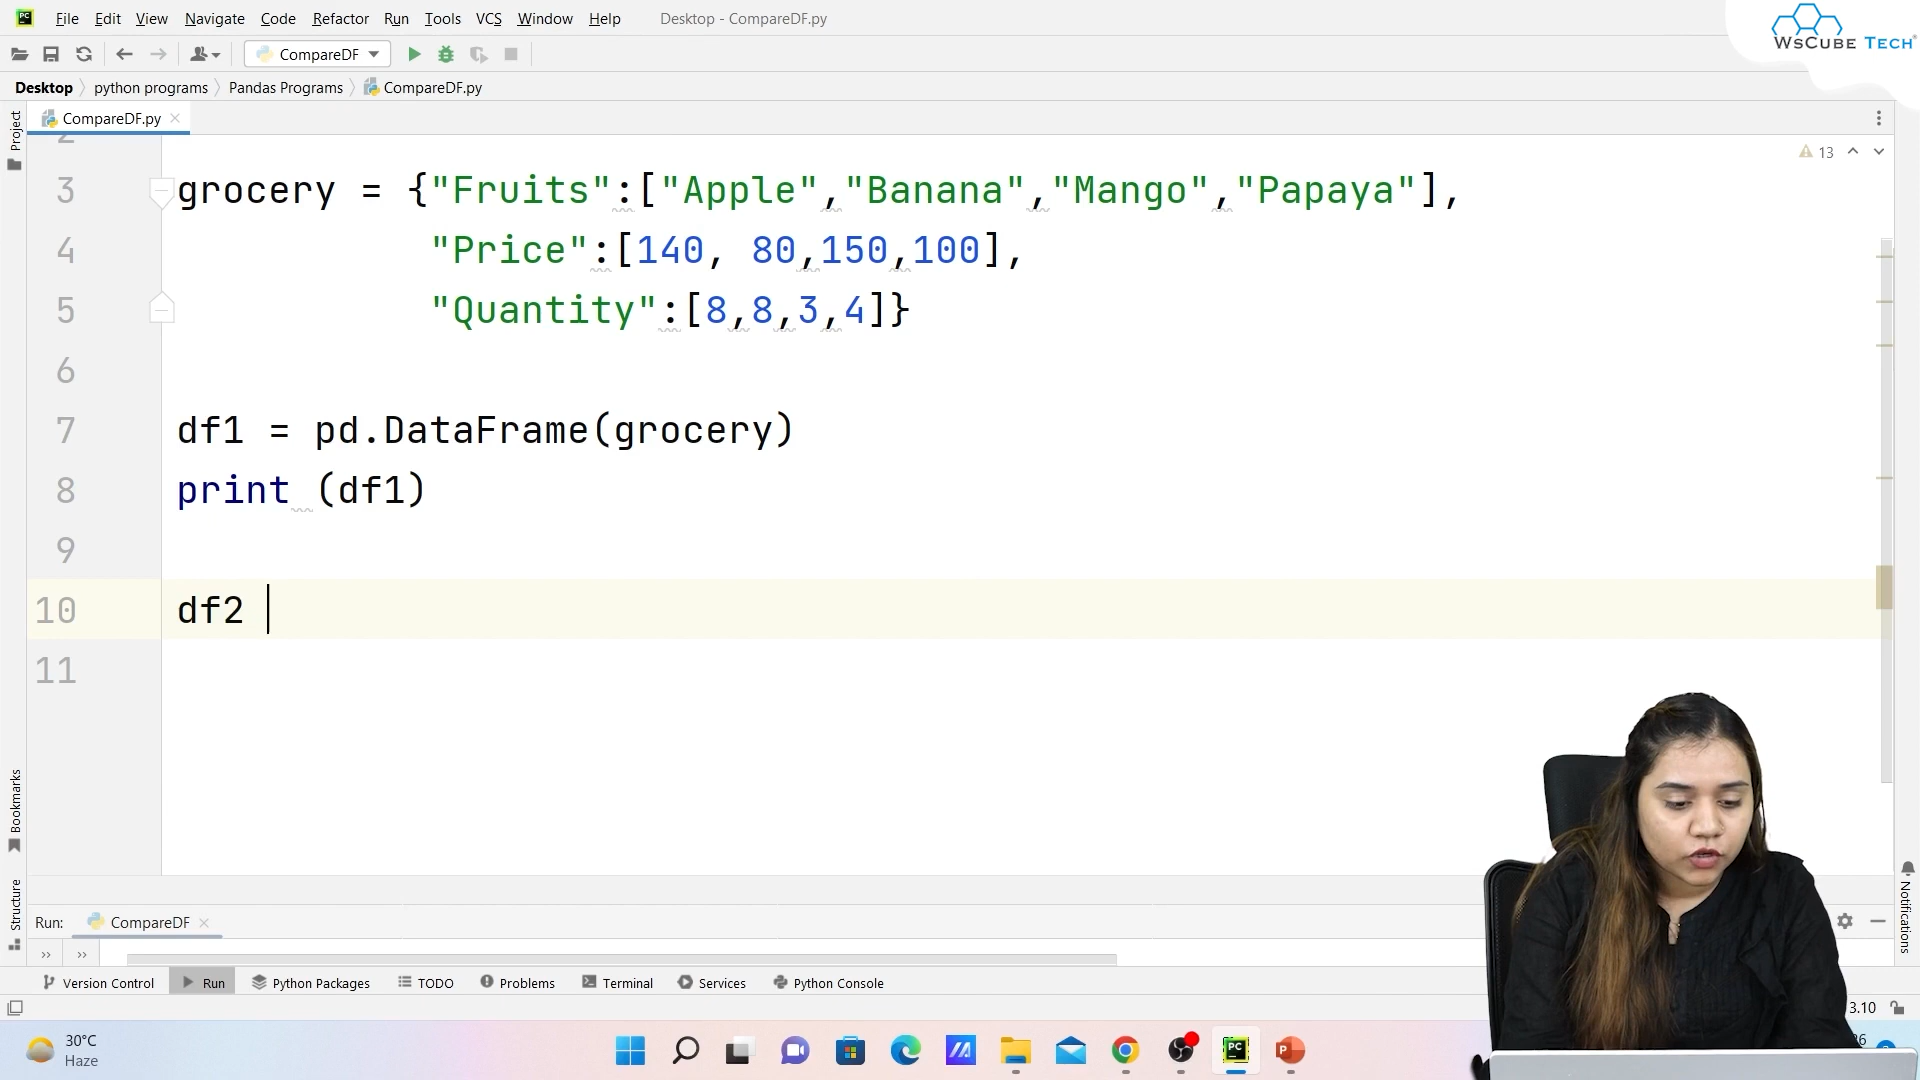 File Edit View Navigate Code Refactor Run Tools VCS Window Help Desktop - CompareDF.py
WsCube Tech
CompareDF
Desktop python programs Pandas Programs CompareDF.py
Project
CompareDF.py
13
3 grocery = {"Fruits":["Apple","Banana","Mango","Papaya"],
4 "Price":[140, 80,150,100],
5 "Quantity":[8,8,3,4]}
6
7 df1 = pd.DataFrame(grocery)
8 print (df1)
9
10 df2
11
Bookmarks
Structure
Notifications
Run: CompareDF
Version Control Run Python Packages TODO Problems Terminal Services Python Console
3.10
30°C
Haze